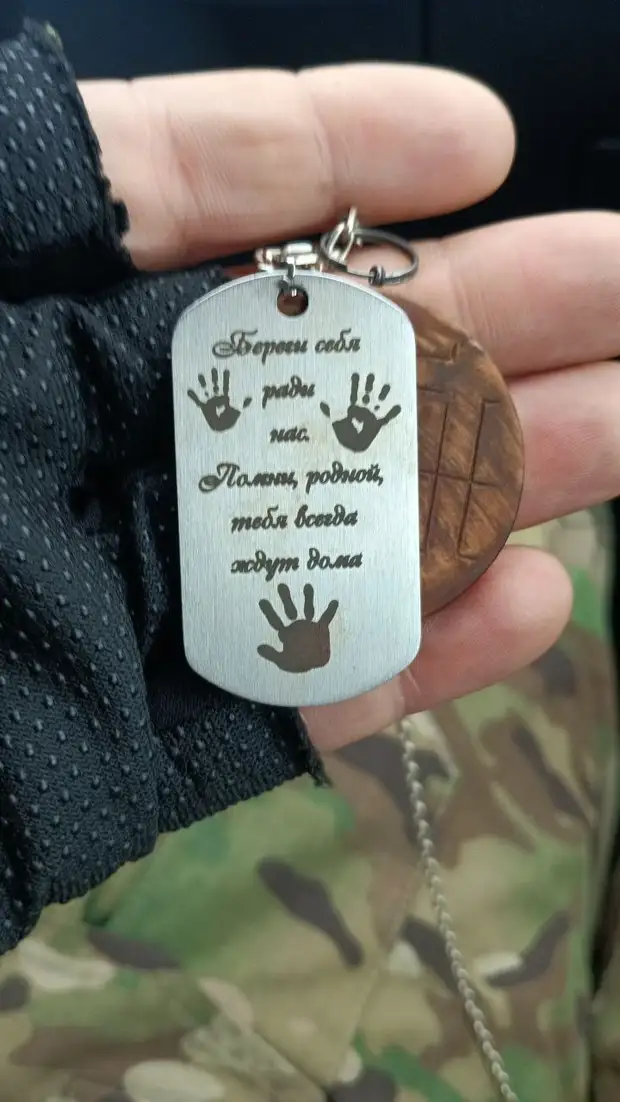 Береги себя
ради
нас.
Помни, родной,
тебя всегда
ждут дома